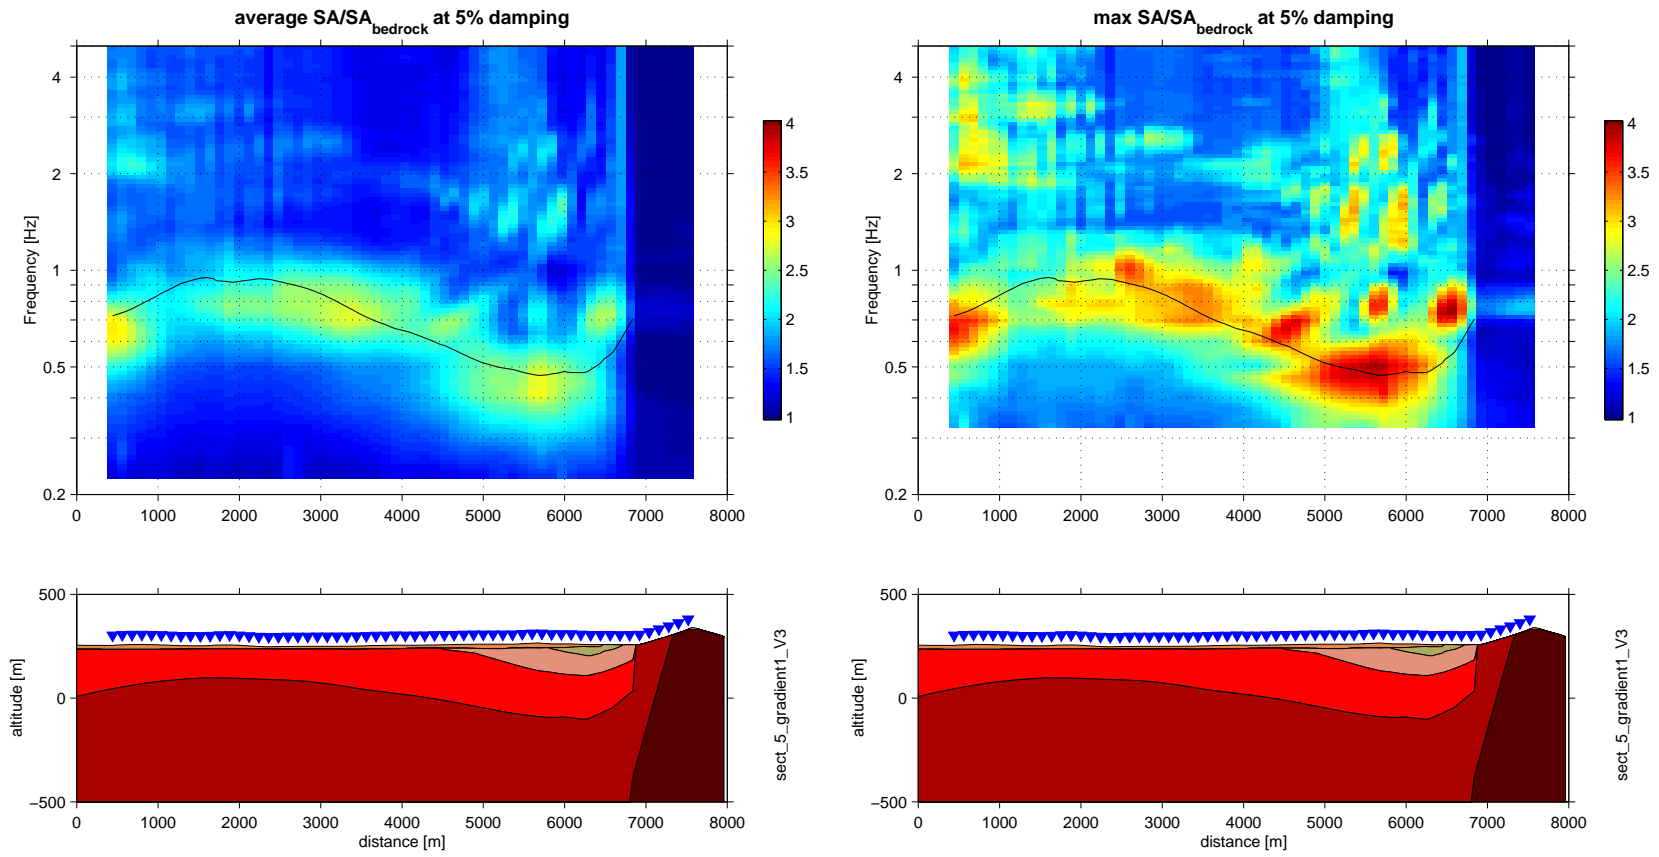 average SA/SAbedrock at 5% damping
4
2
1
0.5
0.2
Frequency [Hz]
0 1000 2000 3000 4000 5000 6000 7000 8000
4
3.5
3
2.5
2
1.5
1
max SA/SAbedrock at 5% damping
4
2
1
0.5
0.2
Frequency [Hz]
0 1000 2000 3000 4000 5000 6000 7000 8000
4
3.5
3
2.5
2
1.5
1
500
0
−500
altitude [m]
0 1000 2000 3000 4000 5000 6000 7000 8000
distance [m]
sect_5_gradient1_V3
500
0
−500
altitude [m]
0 1000 2000 3000 4000 5000 6000 7000 8000
distance [m]
sect_5_gradient1_V3